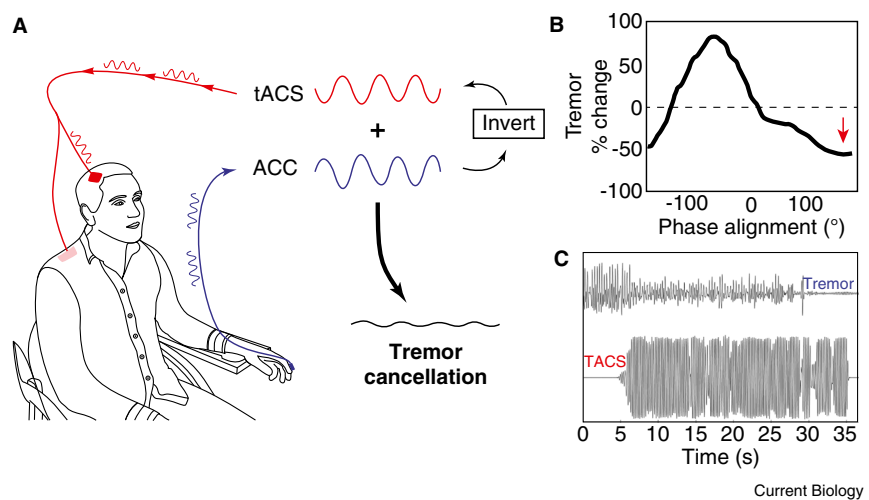 A
tACS
+
ACC
Invert
Tremor
cancellation
B
Tremor
% change
100
50
0
-50
-100
-100
0
100
Phase alignment (°)
C
Tremor
TACS
0
5
10
15
20
25
30
35
Time (s)
Current Biology